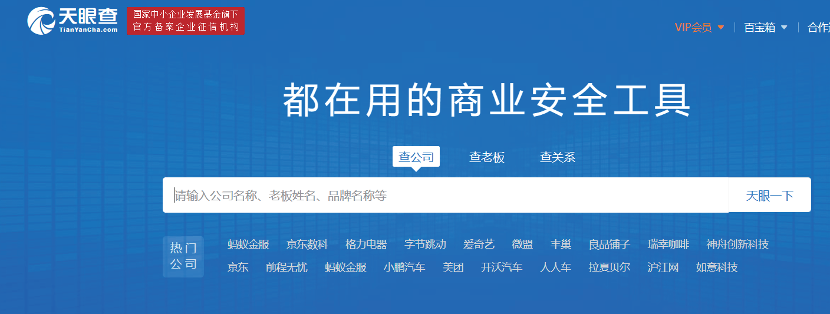 天眼查
TianYanCha.com
国家中小企业发展基金旗下
官方备案企业征信机构
VIP会员
百宝箱
合作
都在用的商业安全工具
查公司 查老板 查关系
请输入公司名称、老板姓名、品牌名称等 天眼一下
热门
公司
蚂蚁金服 京东数科 格力电器 字节跳动 爱奇艺 微盟 丰巢 良品铺子 瑞幸咖啡 神舟创新科技
京东 前程无忧 蚂蚁金服 小鹏汽车 美团 开沃汽车 人人车 拉夏贝尔 沪江网 如意科技